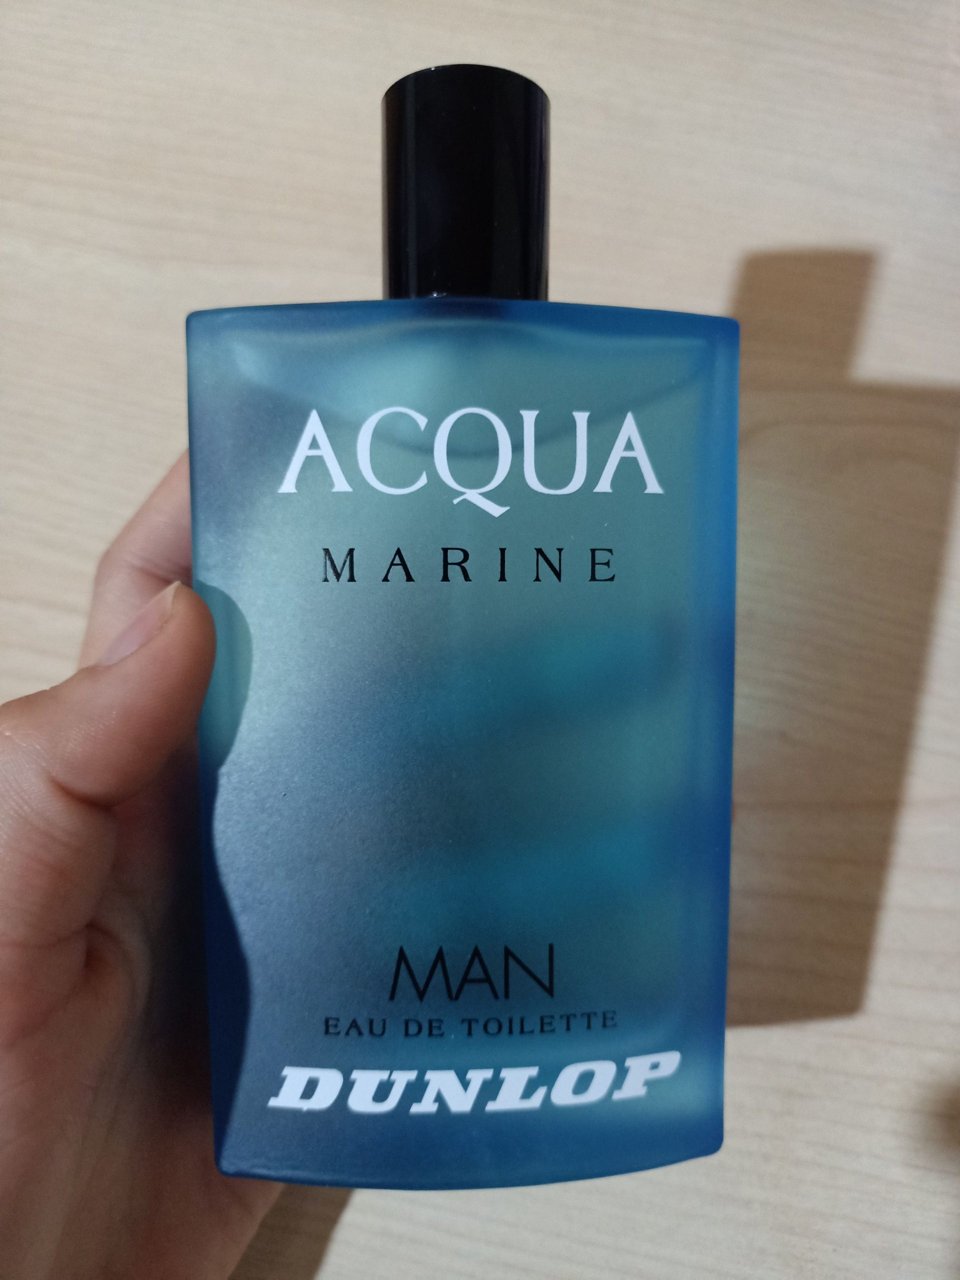 ACQUA
MARINE
MAN
EAU DE TOILETTE
DUNLOP